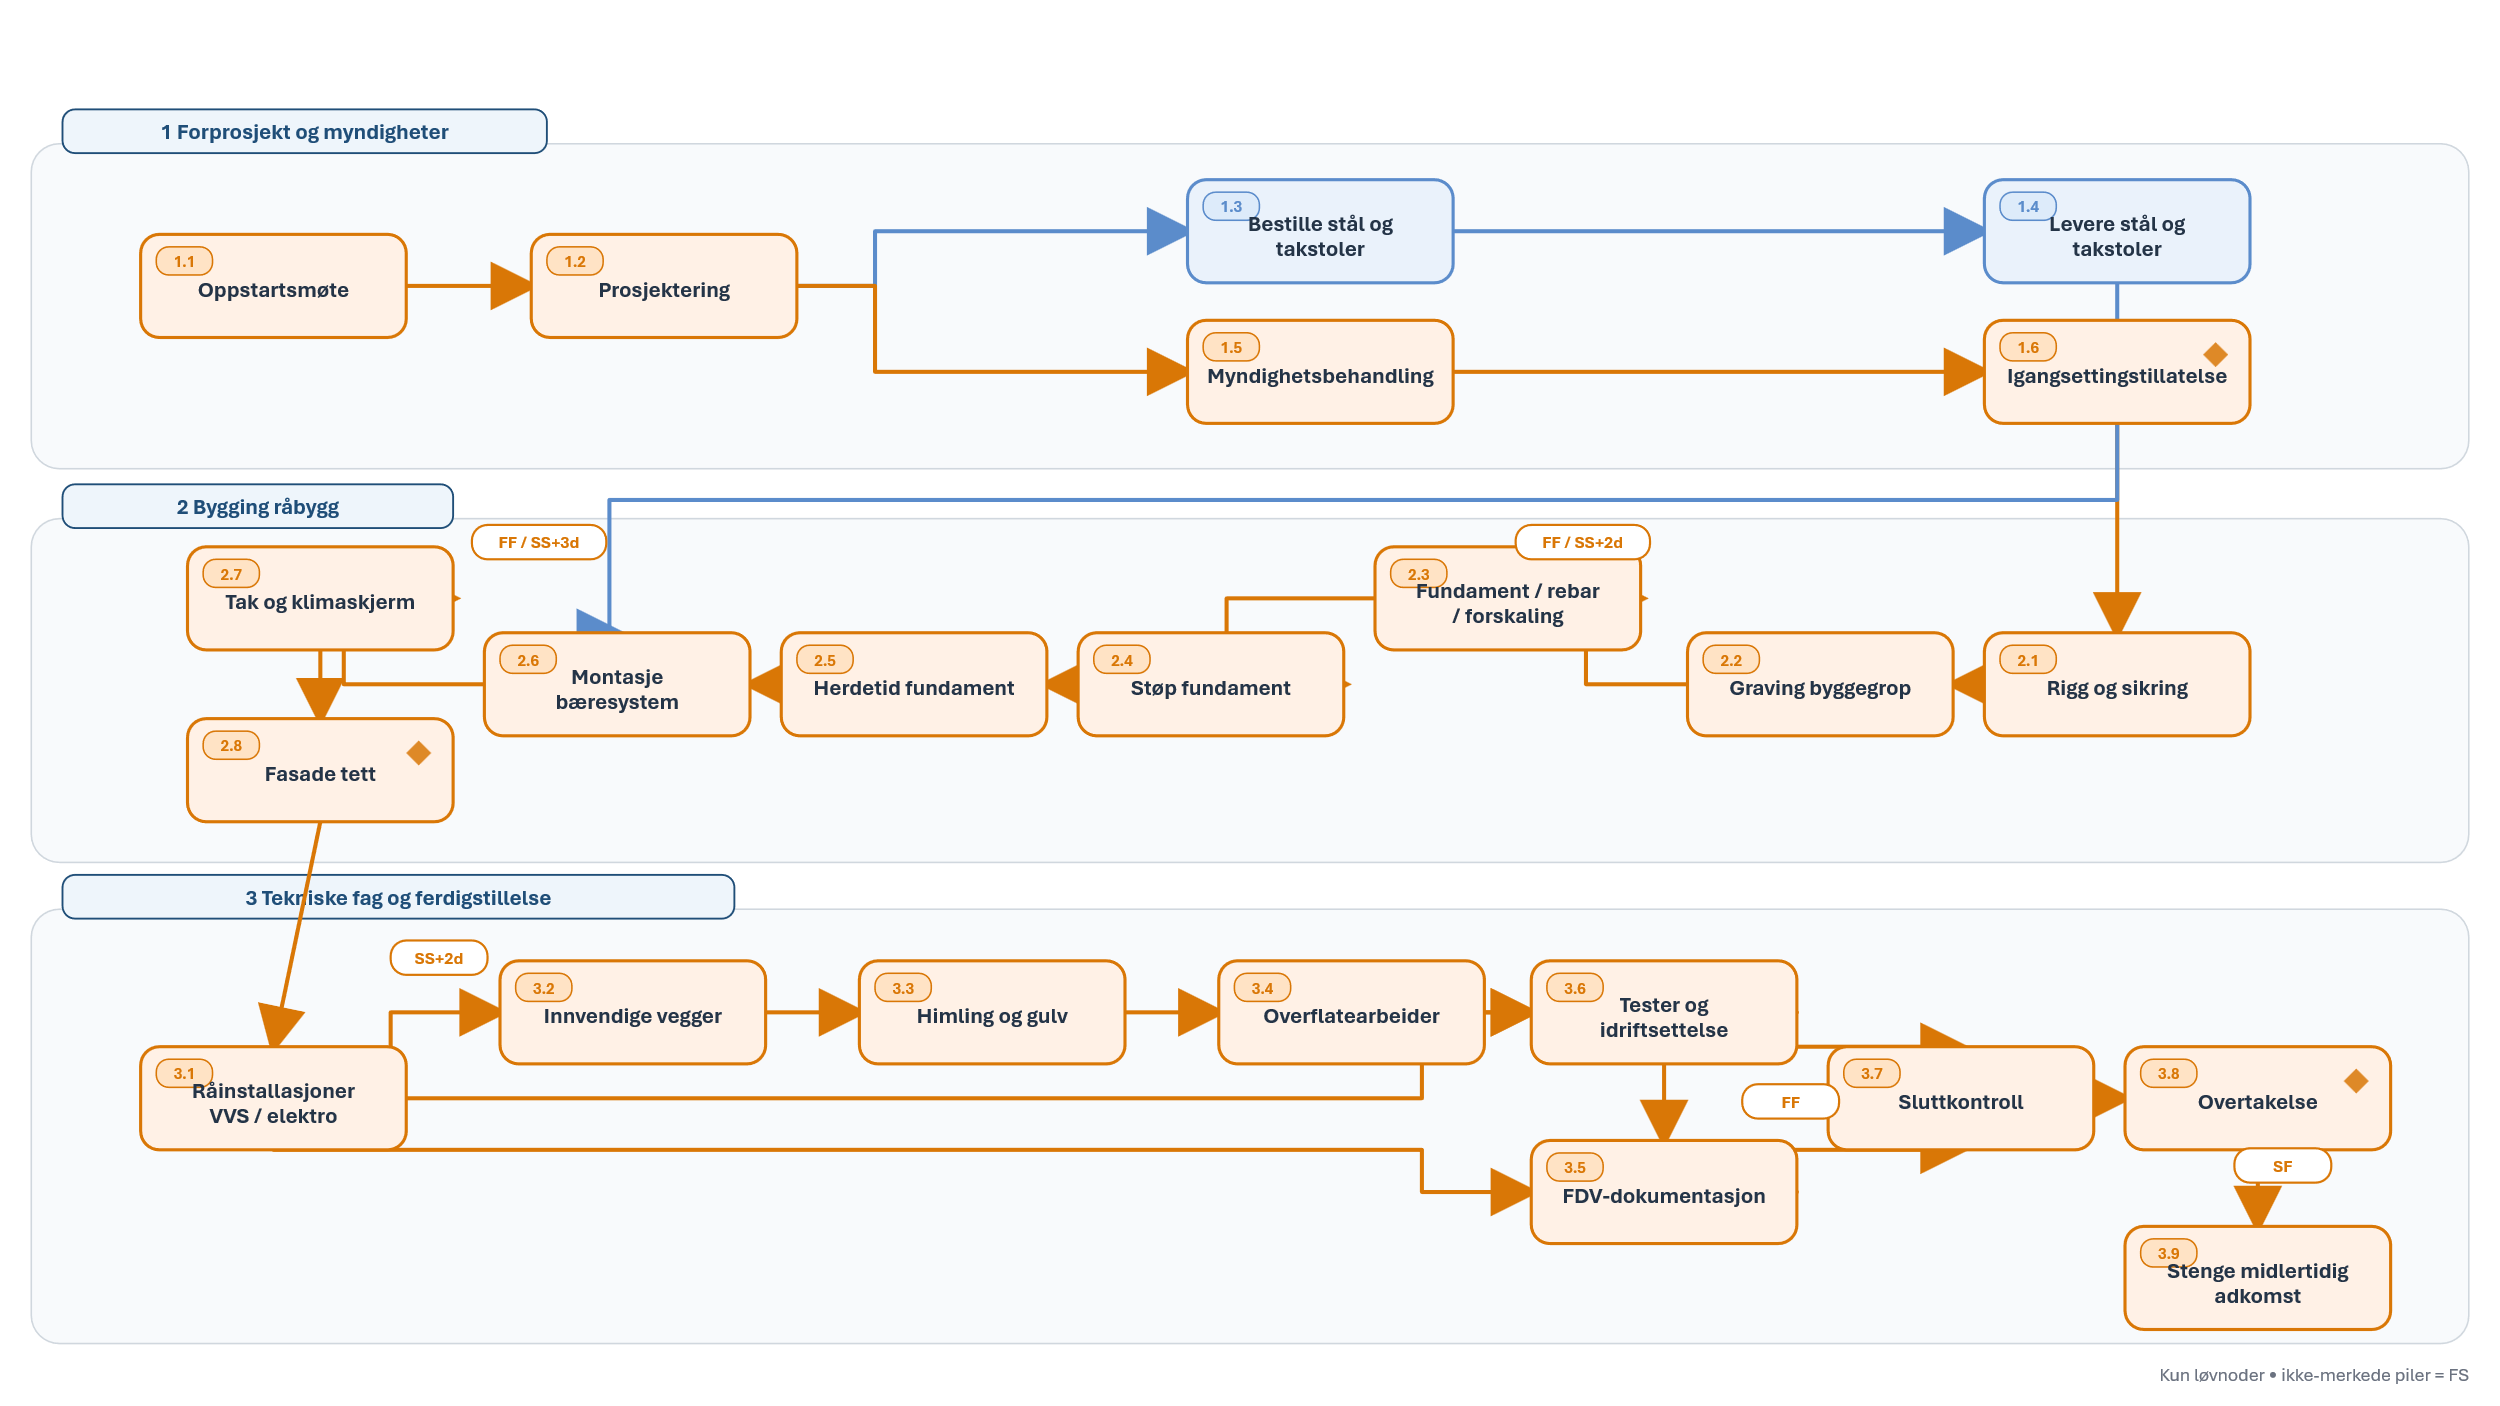 1 Forprosjekt og myndigheter
1.1
Oppstartsmøte
1.2
Prosjektering
1.3
Bestille stål og
takstoler
1.4
Levere stål og
takstoler
1.5
Myndighetsbehandling
1.6
Igangsettingstillatelse
2 Bygging råbygg
FF / SS+3d
FF / SS+2d
2.7
Tak og klimaskjerm
2.3
Fundament / rebar
/ forskaling
2.6
Montasje
bæresystem
2.5
Herdetid fundament
2.4
Støp fundament
2.2
Graving byggegrop
2.1
Rigg og sikring
2.8
Fasade tett
3 Tekniske fag og ferdigstillelse
SS+2d
3.2
Innvendige vegger
3.3
Himling og gulv
3.4
Overflatearbeider
3.6
Tester og
idriftsettelse
3.1
Råinstallasjoner
VVS / elektro
FF
3.7
Sluttkontroll
3.8
Overtakelse
3.5
FDV-dokumentasjon
SF
3.9
Stenge midlertidig
adkomst
Kun løvnoder • ikke-merkede piler = FS